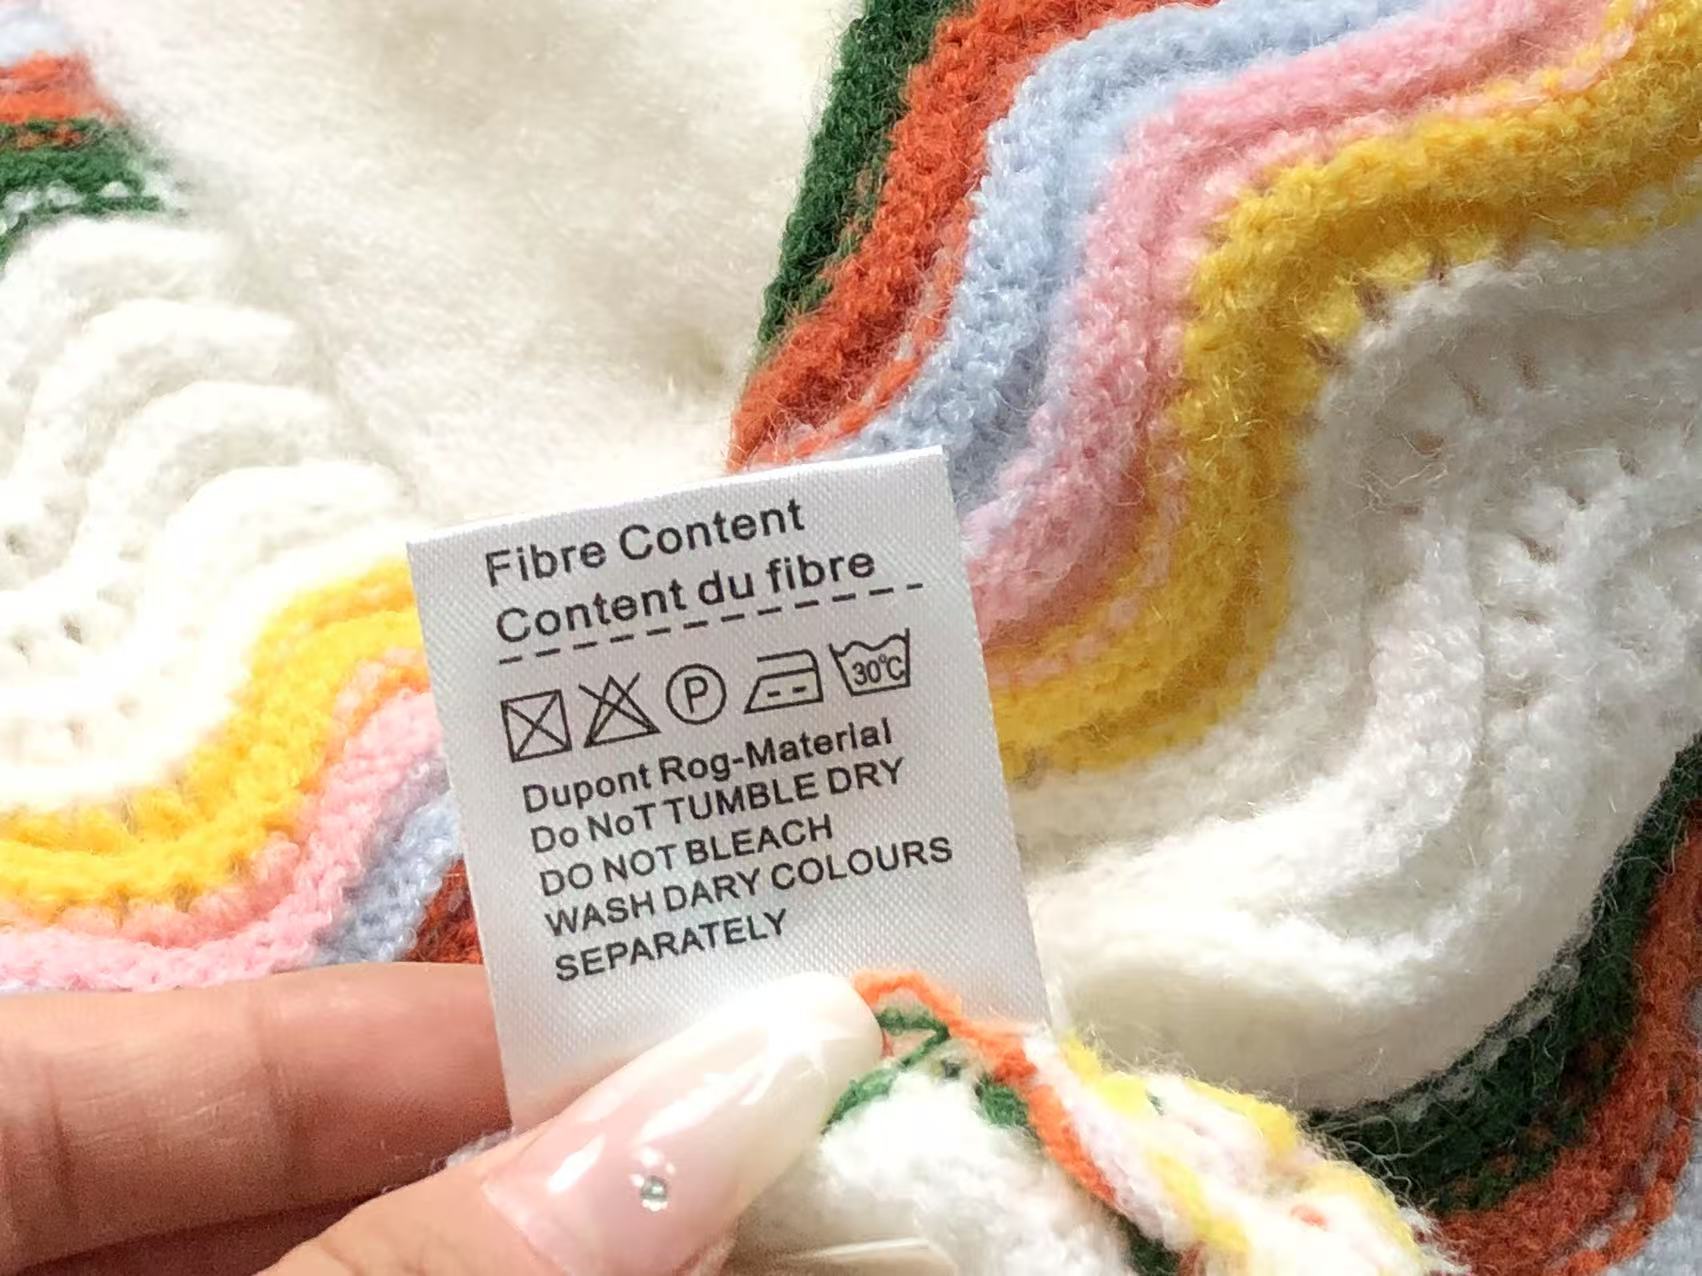 Fibre Content
Content du fibre
P 30°C
Dupont Rog-Material
Do NoT TUMBLE DRY
DO NOT BLEACH
WASH DARY COLOURS
SEPARATELY